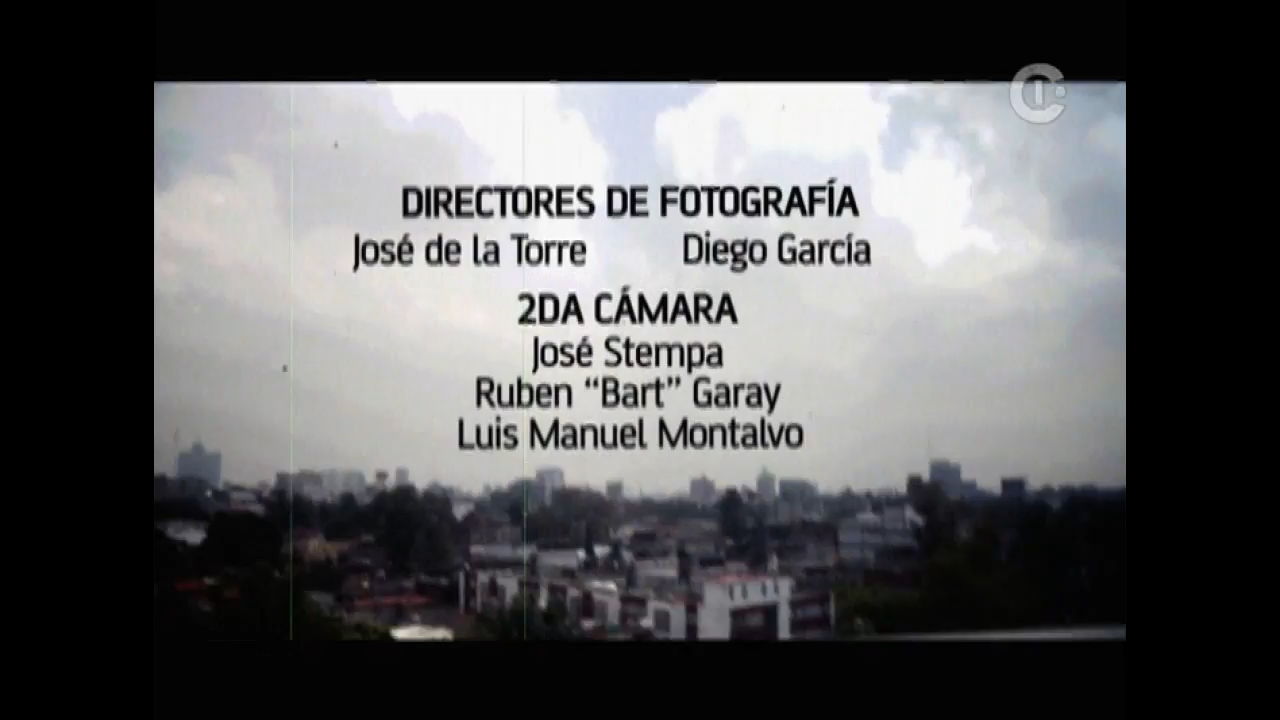 DIRECTORES DE FOTOGRAFÍA
José de la Torre Diego García
2DA CÁMARA
José Stempa
Ruben “Bart” Garay
Luis Manuel Montalvo